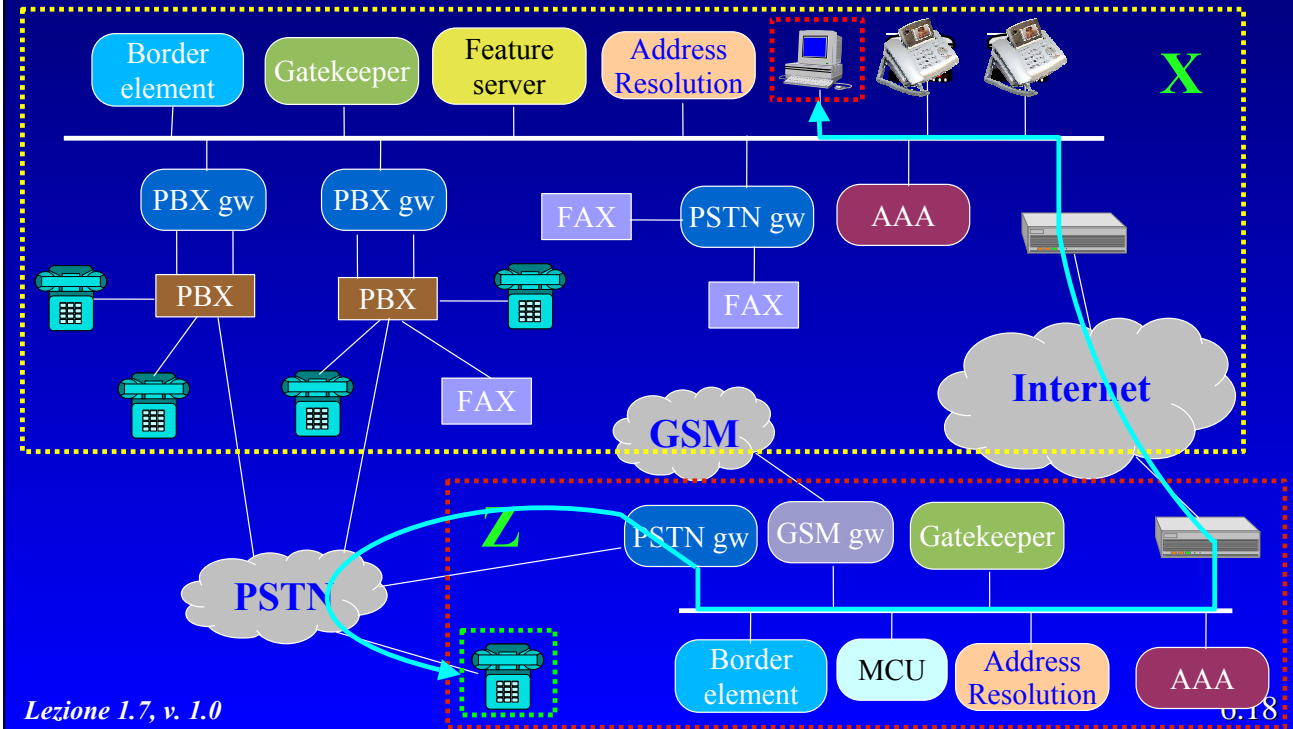 Border
element
Gatekeeper
Feature
server
Address
Resolution
X
PBX gw
PBX gw
FAX
PSTN gw
AAA
PBX
PBX
FAX
FAX
Internet
GSM
Z
PSTN gw
GSM gw
Gatekeeper
PSTN
Border
element
MCU
Address
Resolution
AAA
Lezione 1.7, v. 1.0
6.18